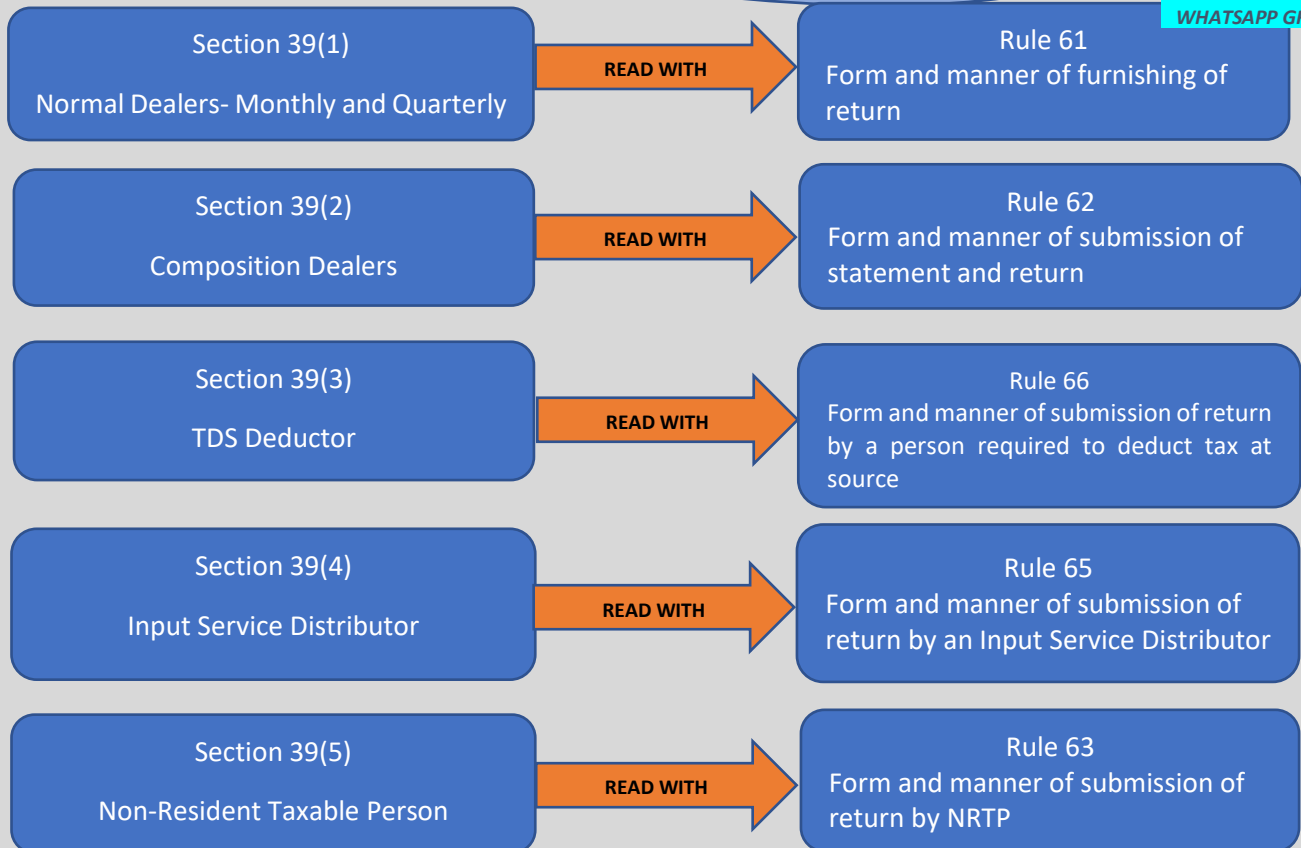 WHATSAPP
Section 39(1)
Normal Dealers- Monthly and Quarterly
READ WITH
Rule 61
Form and manner of furnishing of
return
Section 39(2)
Composition Dealers
READ WITH
Rule 62
Form and manner of submission of
statement and return
Section 39(3)
TDS Deductor
READ WITH
Rule 66
Form and manner of submission of return
by a person required to deduct tax at
source
Section 39(4)
Input Service Distributor
READ WITH
Rule 65
Form and manner of submission of
return by an Input Service Distributor
Section 39(5)
Non-Resident Taxable Person
READ WITH
Rule 63
Form and manner of submission of
return by NRTP